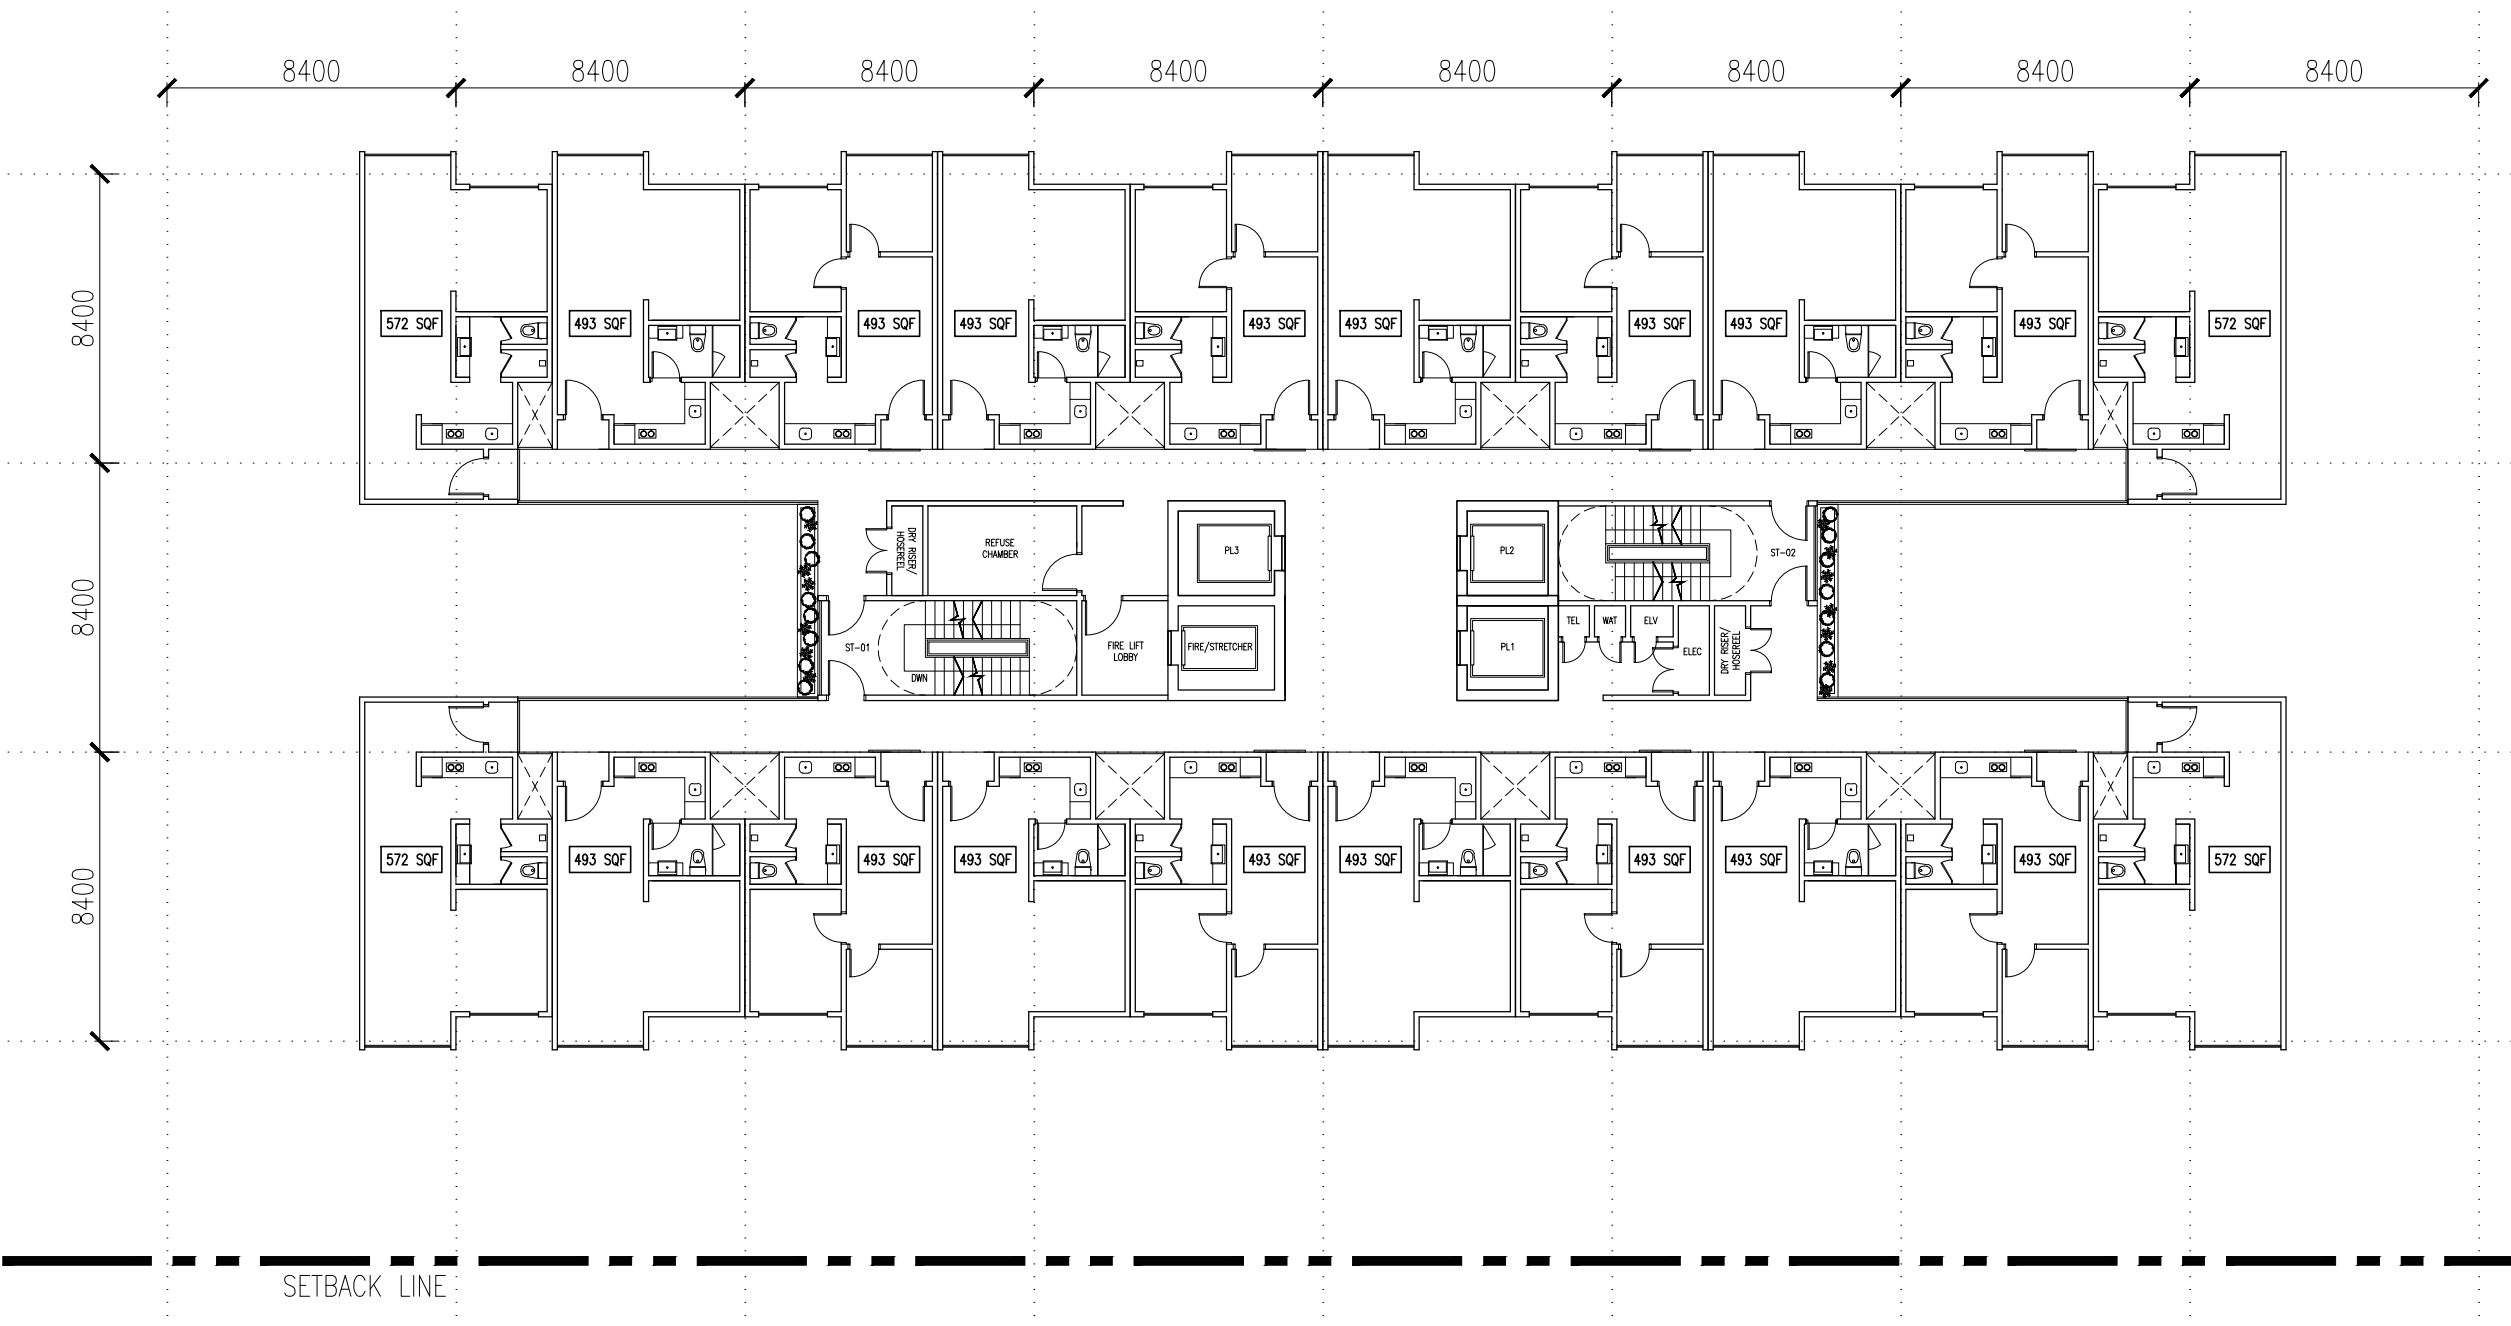 8400 8400 8400 8400 8400 8400 8400 8400
8400
572 SQF 493 SQF 493 SQF 493 SQF 493 SQF 493 SQF 493 SQF 493 SQF 493 SQF 572 SQF
DRY RISER/
HOSEREEL
REFUSE
CHAMBER
PL3
PL2
ST-02
8400
ST-01
DWN
FIRE LIFT
LOBBY
FIRE/STRETCHER
PL1
TEL
WAT
ELV
ELEC
DRY RISER/
HOSEREEL
572 SQF 493 SQF 493 SQF 493 SQF 493 SQF 493 SQF 493 SQF 493 SQF 493 SQF 572 SQF
8400
SETBACK LINE